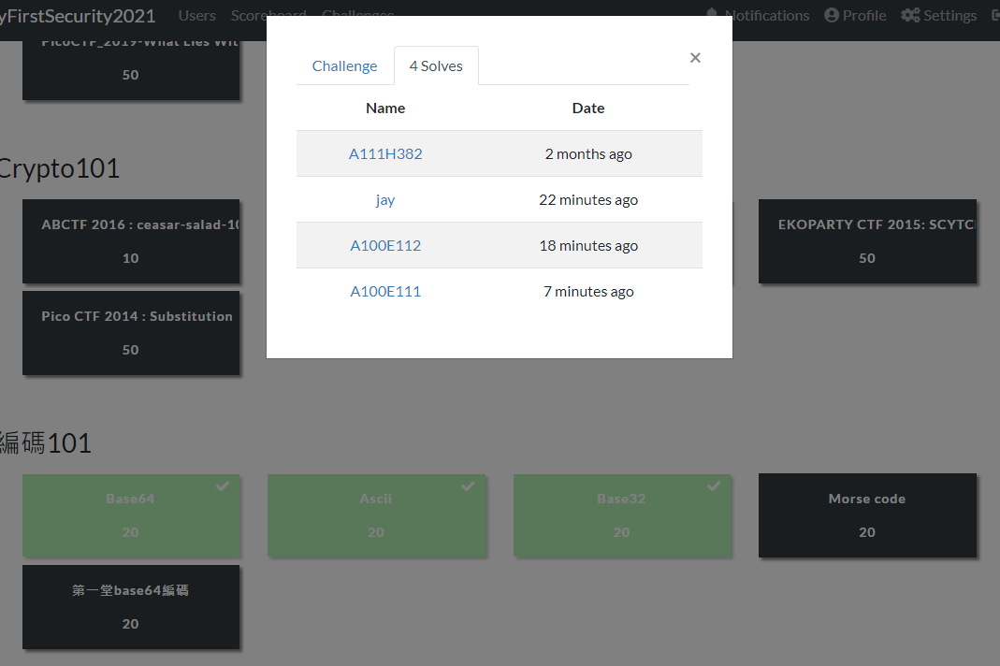 yFirstSecurity2021 Users Scoreboard Challenges Notifications Profile Settings
PicoCTF_2019-What Lies Wit
50
Challenge 4 Solves ×
Name Date
A111H382 2 months ago
jay 22 minutes ago
A100E112 18 minutes ago
A100E111 7 minutes ago
Crypto101
ABCTF 2016 : ceasar-salad-10
10
EKOPARTY CTF 2015: SCYTC
50
Pico CTF 2014 : Substitution
50
編碼101
Base64
20
Ascii
20
Base32
20
Morse code
20
第一堂base64編碼
20